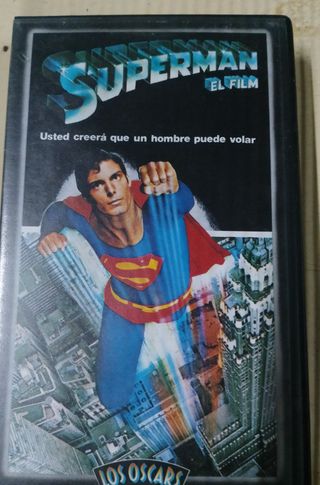 SUPERMAN
EL FILM
Usted creerá que un hombre puede volar
S
LOS OSCARS